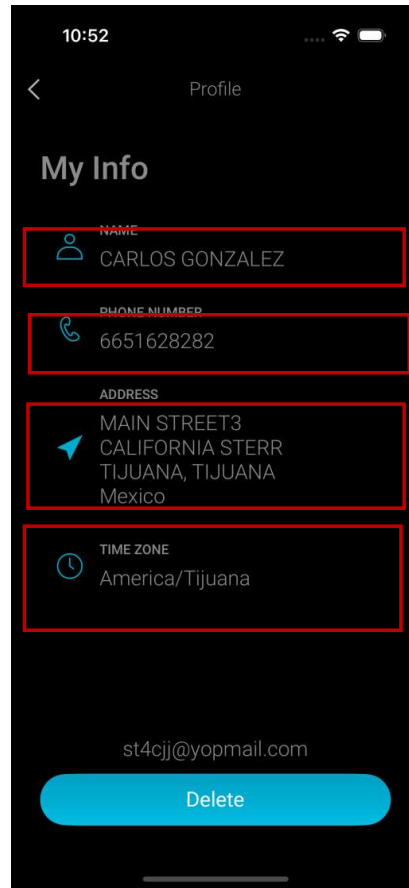 10:52
Profile
My Info
NAME
CARLOS GONZALEZ
PHONE NUMBER
6651628282
ADDRESS
MAIN STREET3
CALIFORNIA STERR
TIJUANA, TIJUANA
Mexico
TIME ZONE
America/Tijuana
st4cjj@yopmail.com
Delete